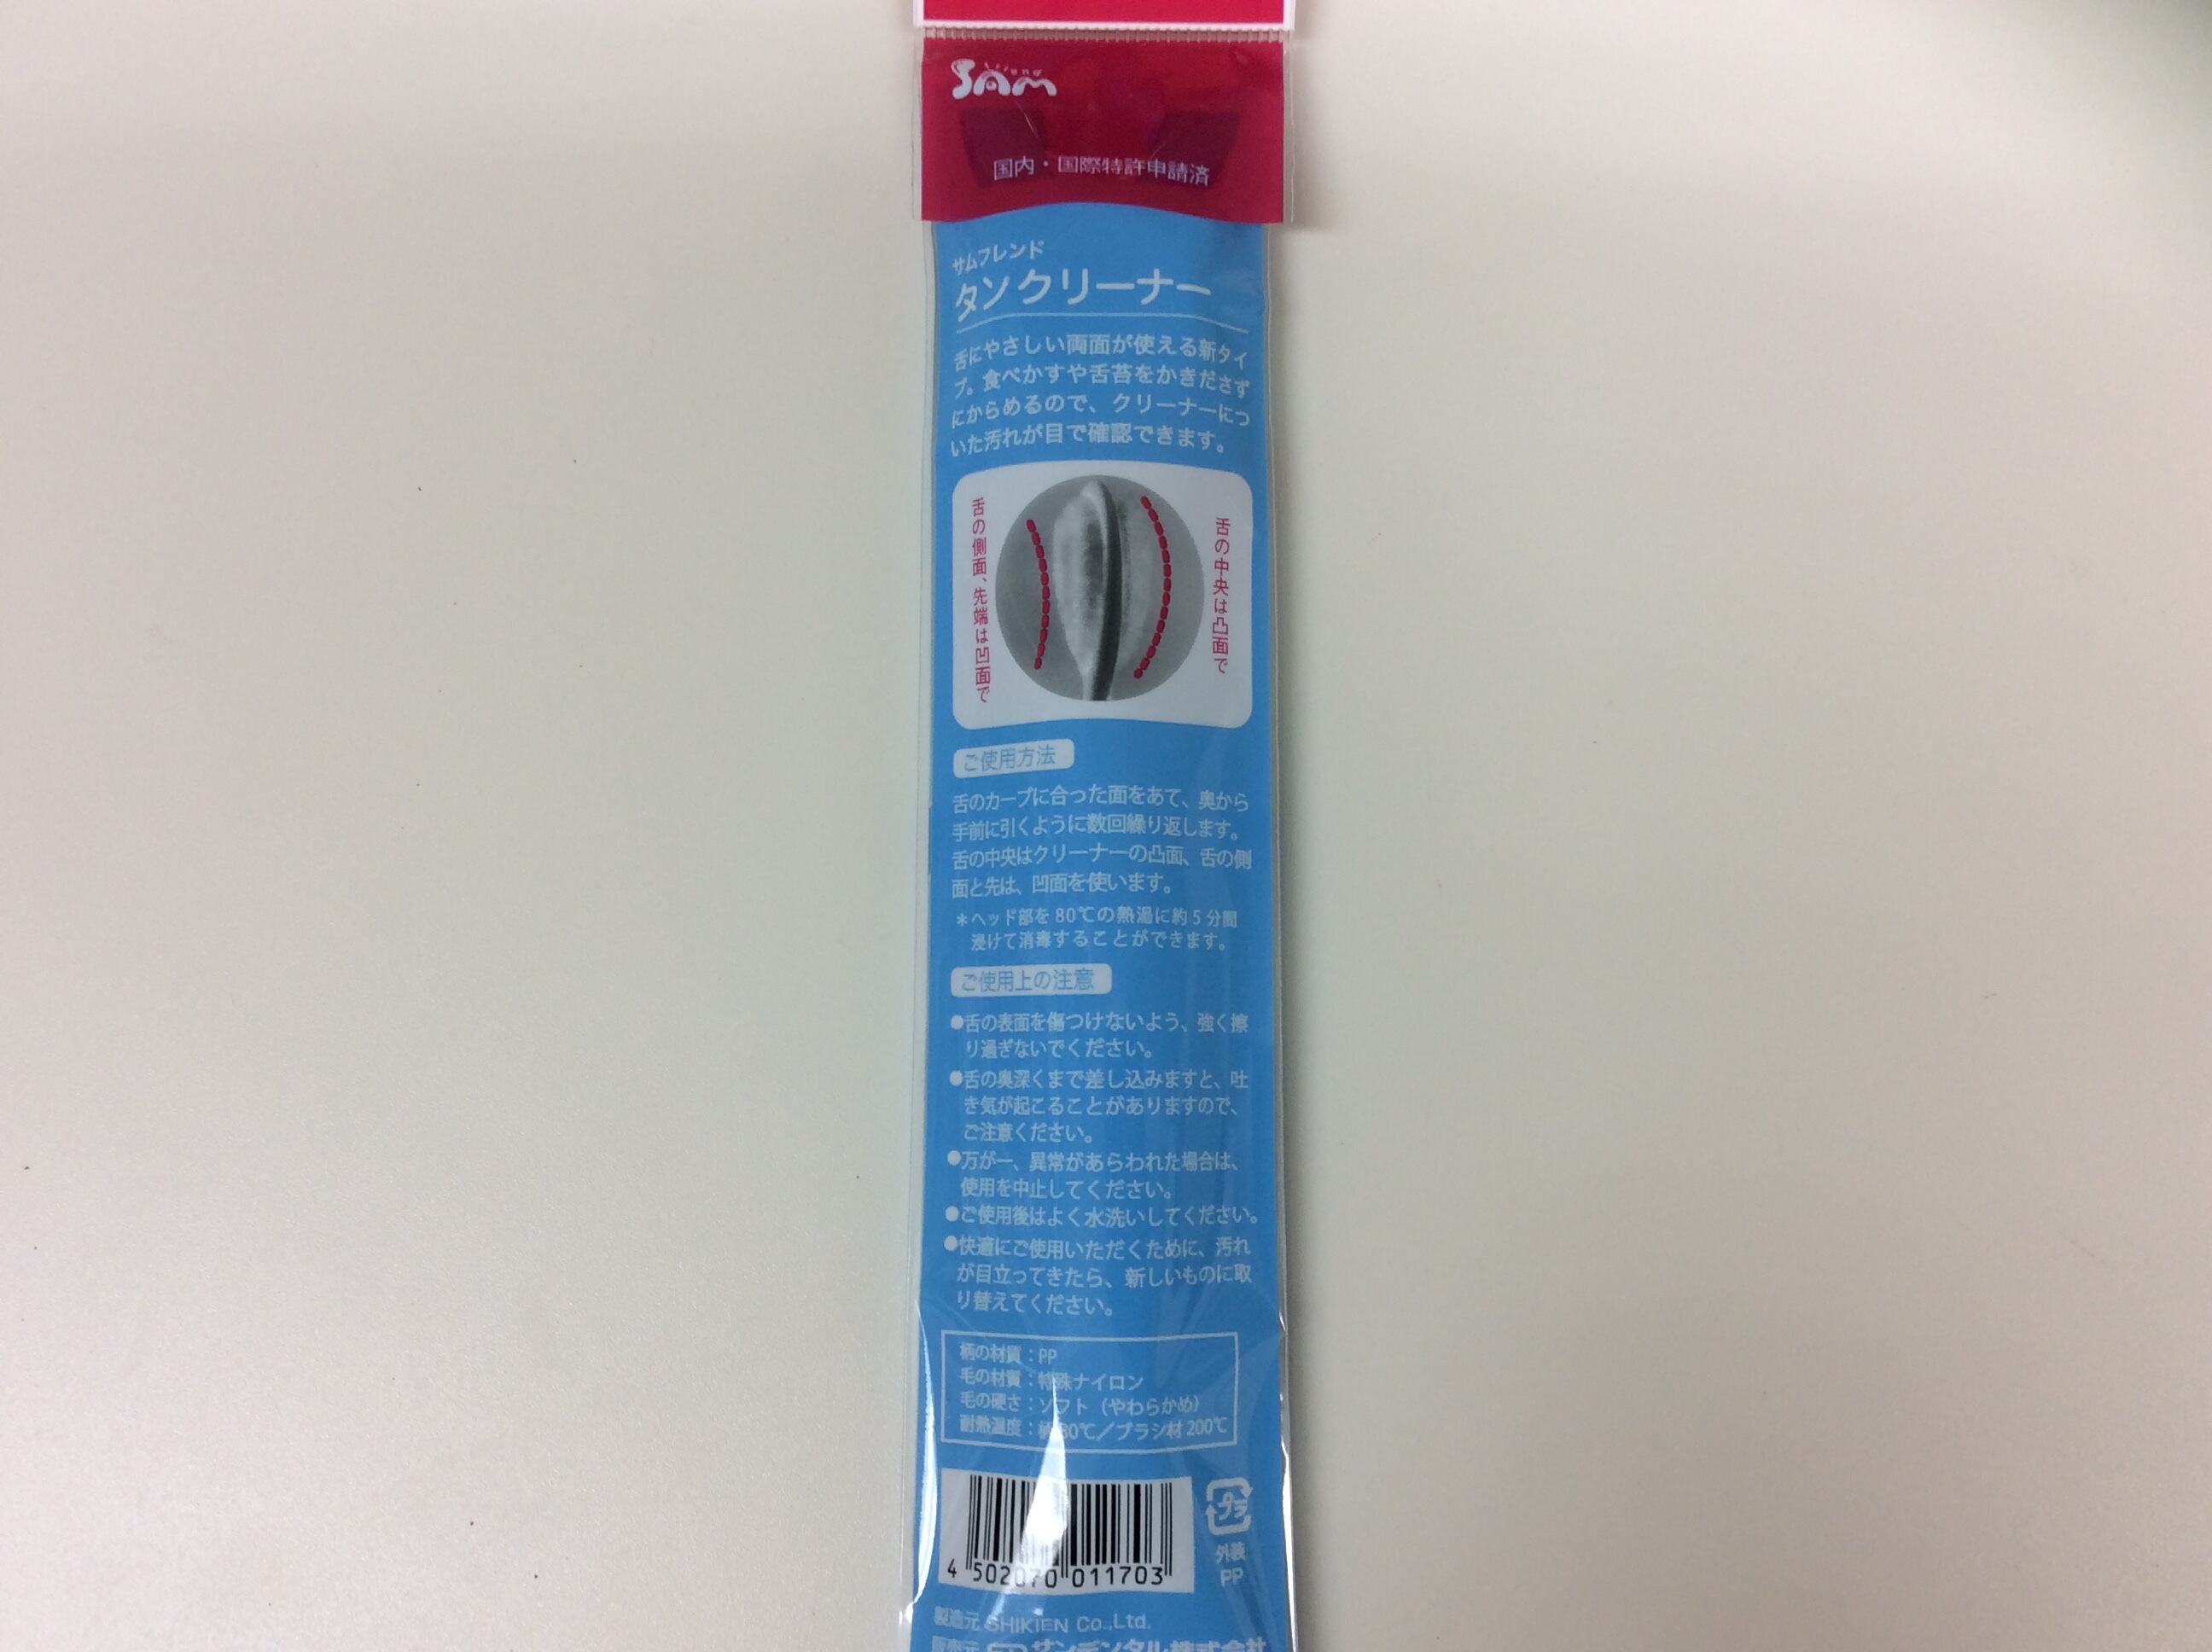 friend
SAM
国内・国際特許申請済
サムフレンド
タンクリーナー
舌にやさしい両面が使える新タイ
プ。食べかすや舌苔をかきださず
にからめるので、クリーナーにつ
いた汚れが目で確認できます。
舌の中央は凸面で
舌の側面、先端は凹面で
ご使用方法
舌のカーブに合った面をあて、奥から
手前に引くように数回繰り返します。
舌の中央はクリーナーの凸面、舌の側
面と先は、凹面を使います。
＊ヘッド部を80℃の熱湯に約5分間
浸けて消毒することができます。
ご使用上の注意
●舌の表面を傷つけないよう、強く擦
り過ぎないでください。
●舌の奥深くまで差し込みますと、吐
き気が起こることがありますので、
ご注意ください。
●万が一、異常があらわれた場合は、
使用を中止してください。
●ご使用後はよく水洗いしてください。
●快適にご使用いただくために、汚れ
が目立ってきたら、新しいものに取
り替えてください。
柄の材質：PP
毛の材質：特殊ナイロン
毛の硬さ：ソフト（やわらかめ）
耐熱温度：柄80℃／ブラシ材200℃
4 502070 011703
プラ
外装
PP
製造元 SHIKIEN Co.,Ltd.
販売元 サンデンタル株式会社